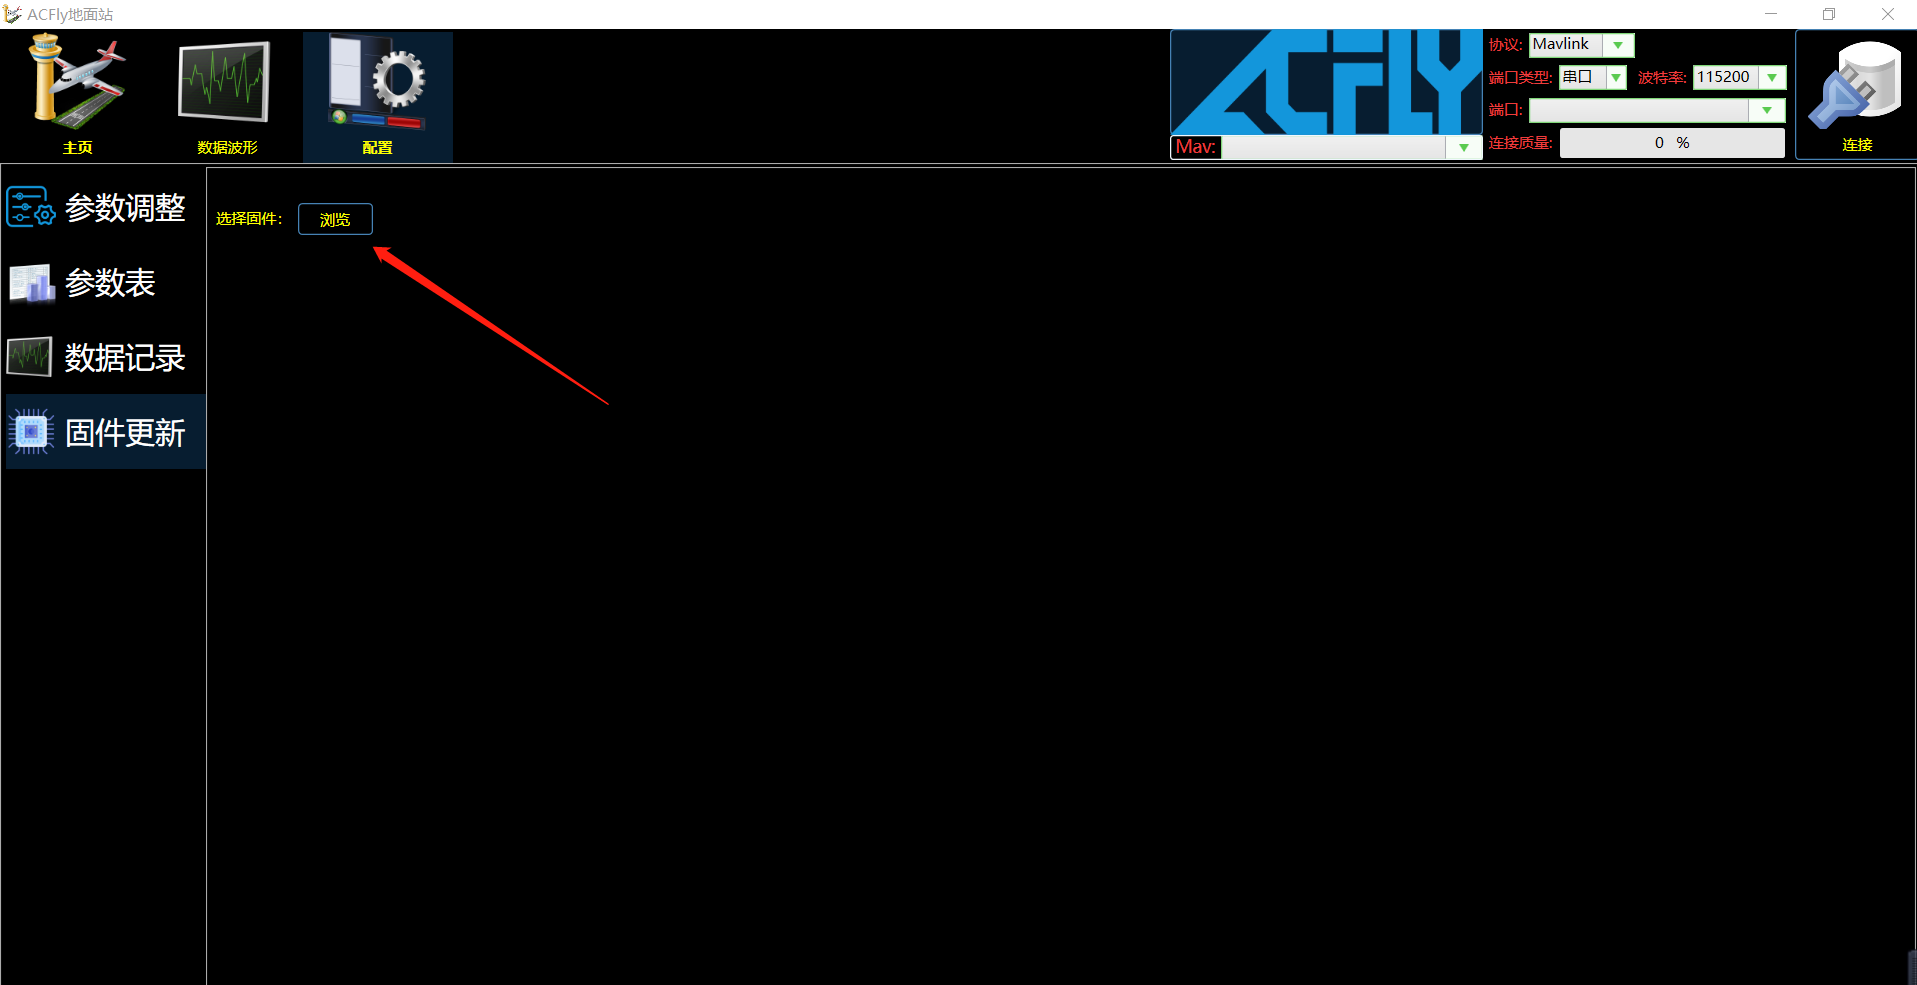 ACFly地面站
主页
数据波形
配置
ACFLY
Mav:
协议: Mavlink
端口类型: 串口 波特率: 115200
端口:
连接质量: 0 %
连接
参数调整
参数表
数据记录
固件更新
选择固件: 浏览